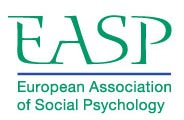 EASP
European Association
of Social Psychology